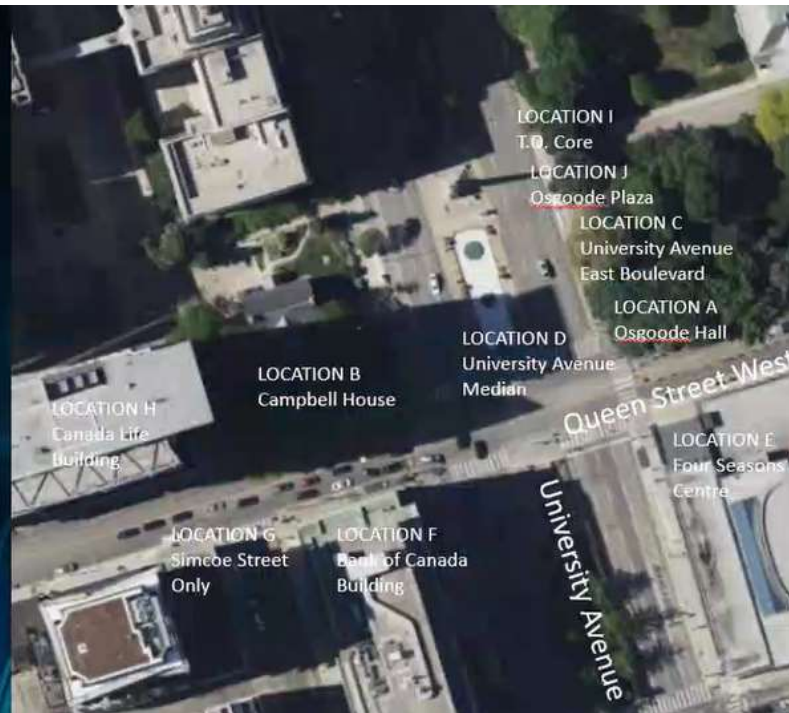 LOCATION I
T.O. Core
LOCATION J
Osgoode Plaza
LOCATION C
University Avenue
East Boulevard
LOCATION A
Osgoode Hall
LOCATION D
University Avenue
Median
LOCATION B
Campbell House
LOCATION H
Canada Life
Building
Queen Street West
LOCATION E
Four Seasons
Centre
LOCATION G
Simcoe Street
Only
LOCATION F
Bank of Canada
Building
University Avenue